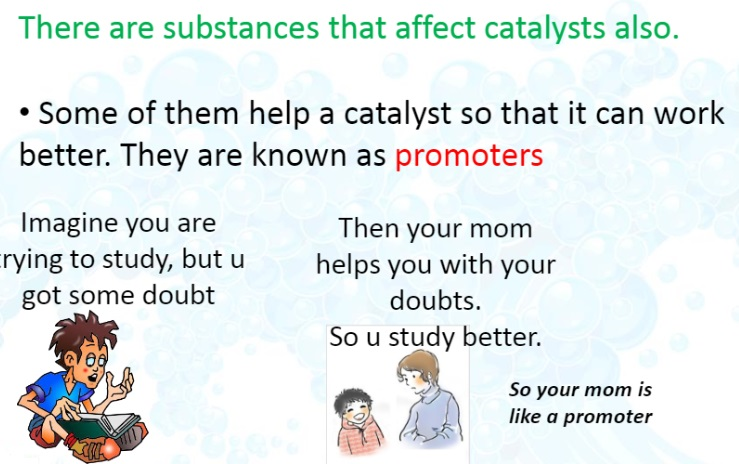 There are substances that affect catalysts also.
• Some of them help a catalyst so that it can work
better. They are known as promoters
Imagine you are
rying to study, but u
got some doubt
Then your mom
helps you with your
doubts.
So u study better.
So your mom is
like a promoter